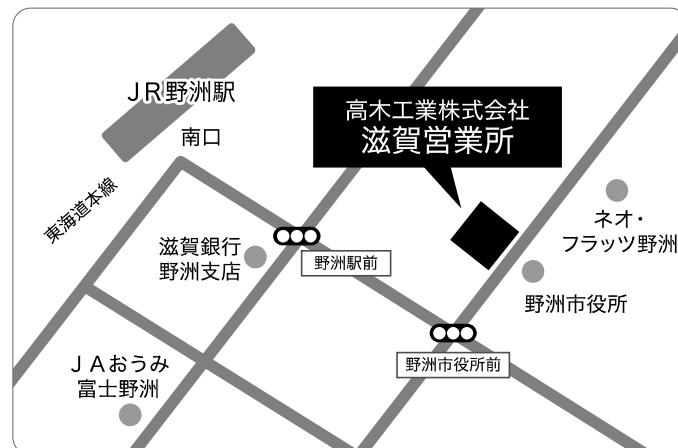 JR野洲駅
南口
東海道本線
高木工業株式会社
滋賀営業所
ネオ・
フラッツ野洲
滋賀銀行
野洲支店
野洲駅前
野洲市役所
野洲市役所前
JAおうみ
富士野洲